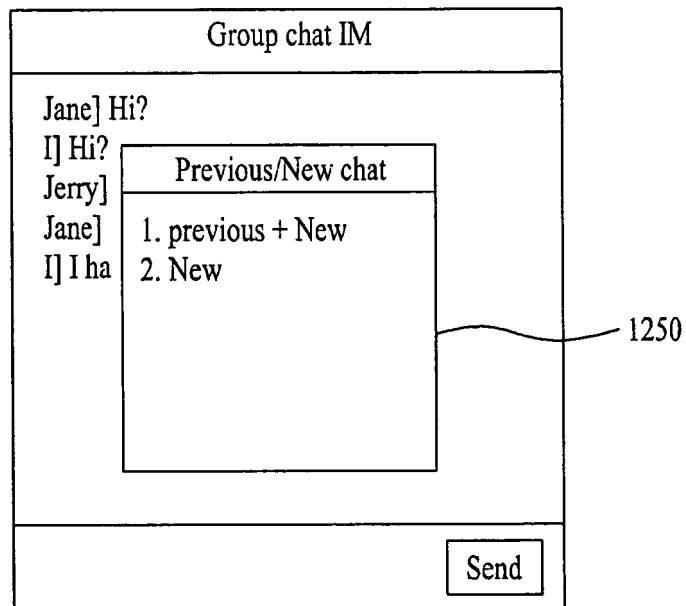 Group chat IM
Jane] Hi?
I] Hi?
Jerry]
Jane]
I] I ha
Previous/New chat
1. previous + New
2. New
1250
Send